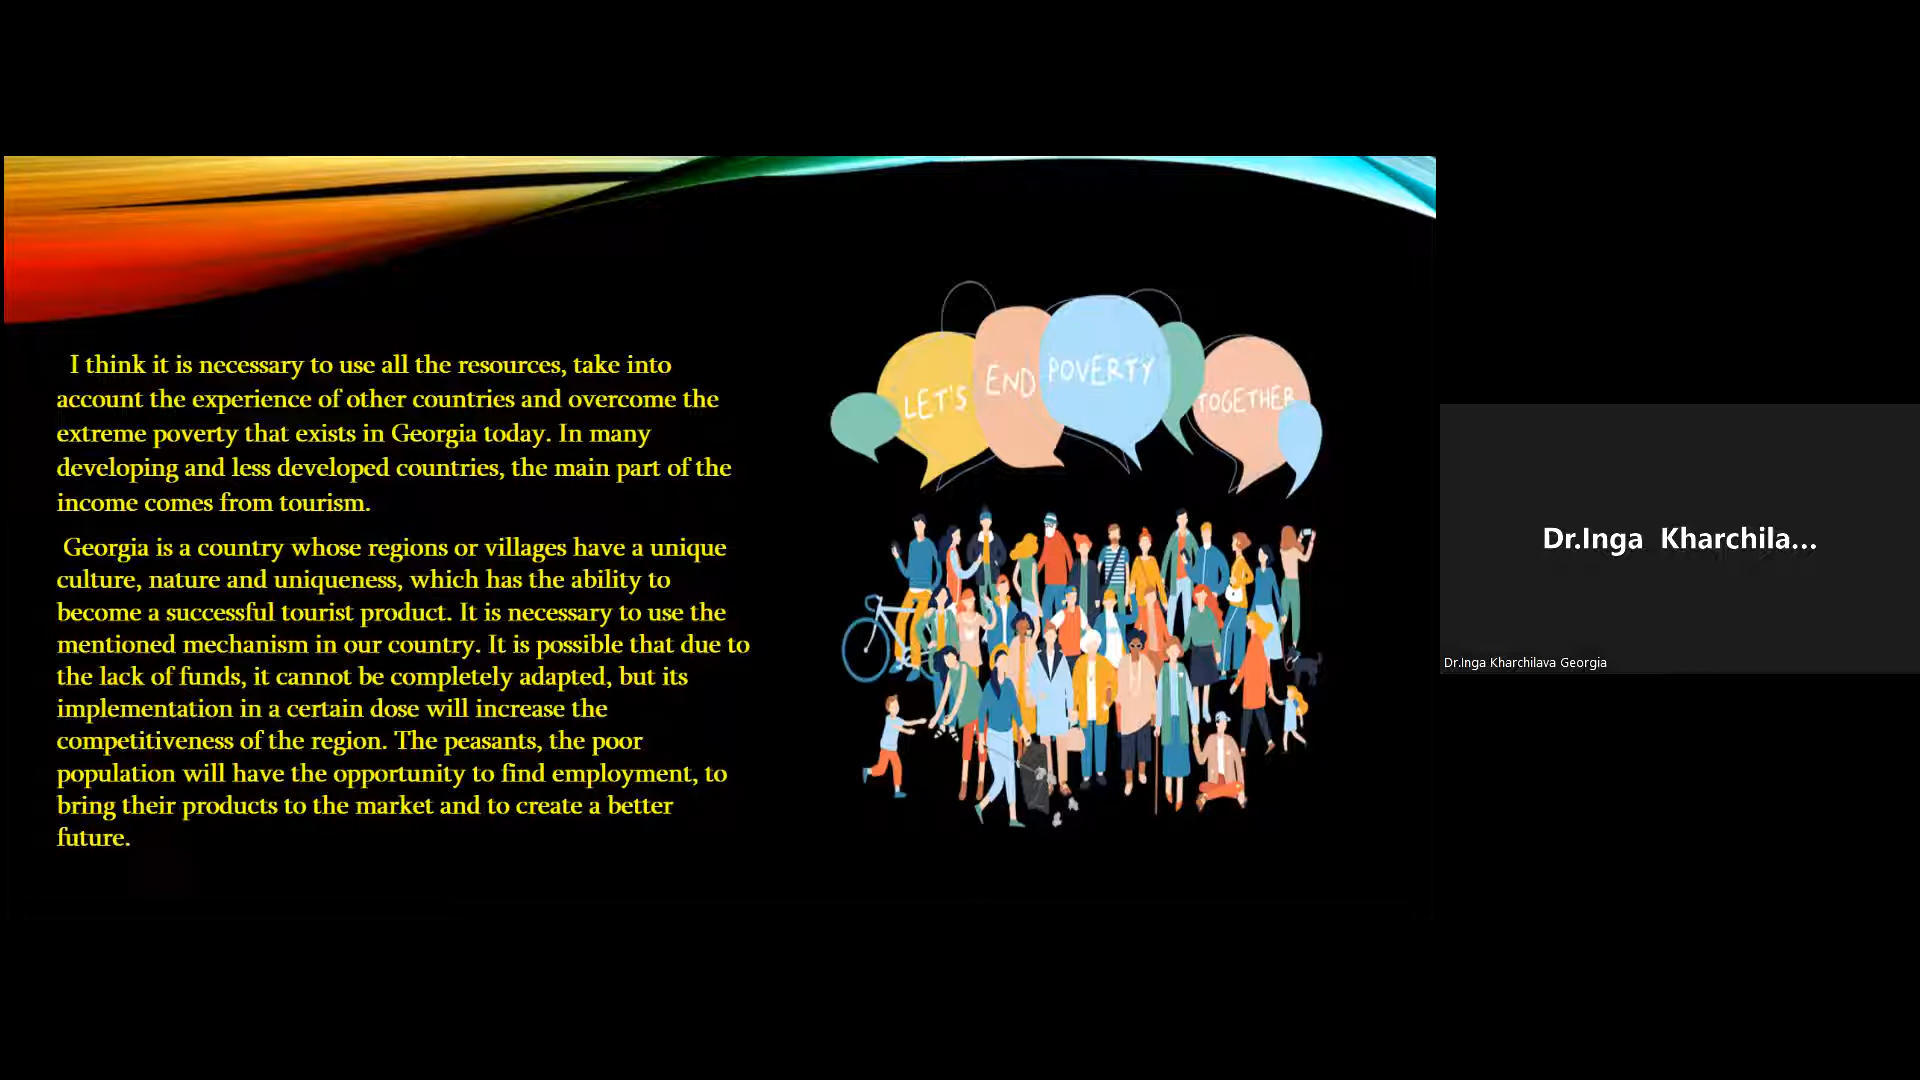 I think it is necessary to use all the resources, take into
account the experience of other countries and overcome the
extreme poverty that exists in Georgia today. In many
developing and less developed countries, the main part of the
income comes from tourism.
Georgia is a country whose regions or villages have a unique
culture, nature and uniqueness, which has the ability to
become a successful tourist product. It is necessary to use the
mentioned mechanism in our country. It is possible that due to
the lack of funds, it cannot be completely adapted, but its
implementation in a certain dose will increase the
competitiveness of the region. The peasants, the poor
population will have the opportunity to find employment, to
bring their products to the market and to create a better
future.
LET'S END POVERTY TOGETHER
Dr.Inga Kharchila...
Dr.Inga Kharchilava Georgia